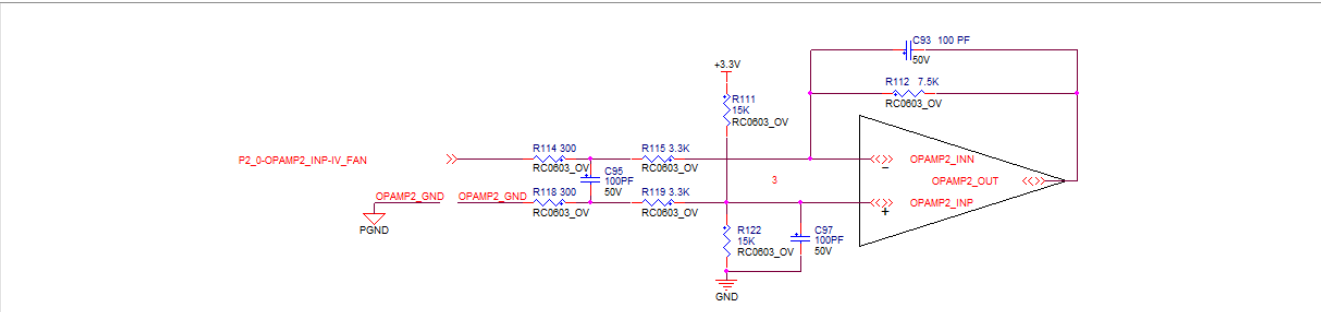 C93 100 PF
50V
+3.3V
R112 7.5K
RC0603_OV
R111
15K
RC0603_OV
R114 300
RC0603_OV
R115 3.3K
RC0603_OV
P2_0-OPAMP2_INP-IV_FAN
OPAMP2_INN
-
C95
100PF
50V
3
OPAMP2_OUT
OPAMP2_GND
OPAMP2_GND
R118 300
RC0603_OV
R119 3.3K
RC0603_OV
OPAMP2_INP
+
PGND
R122
15K
RC0603_OV
C97
100PF
50V
GND